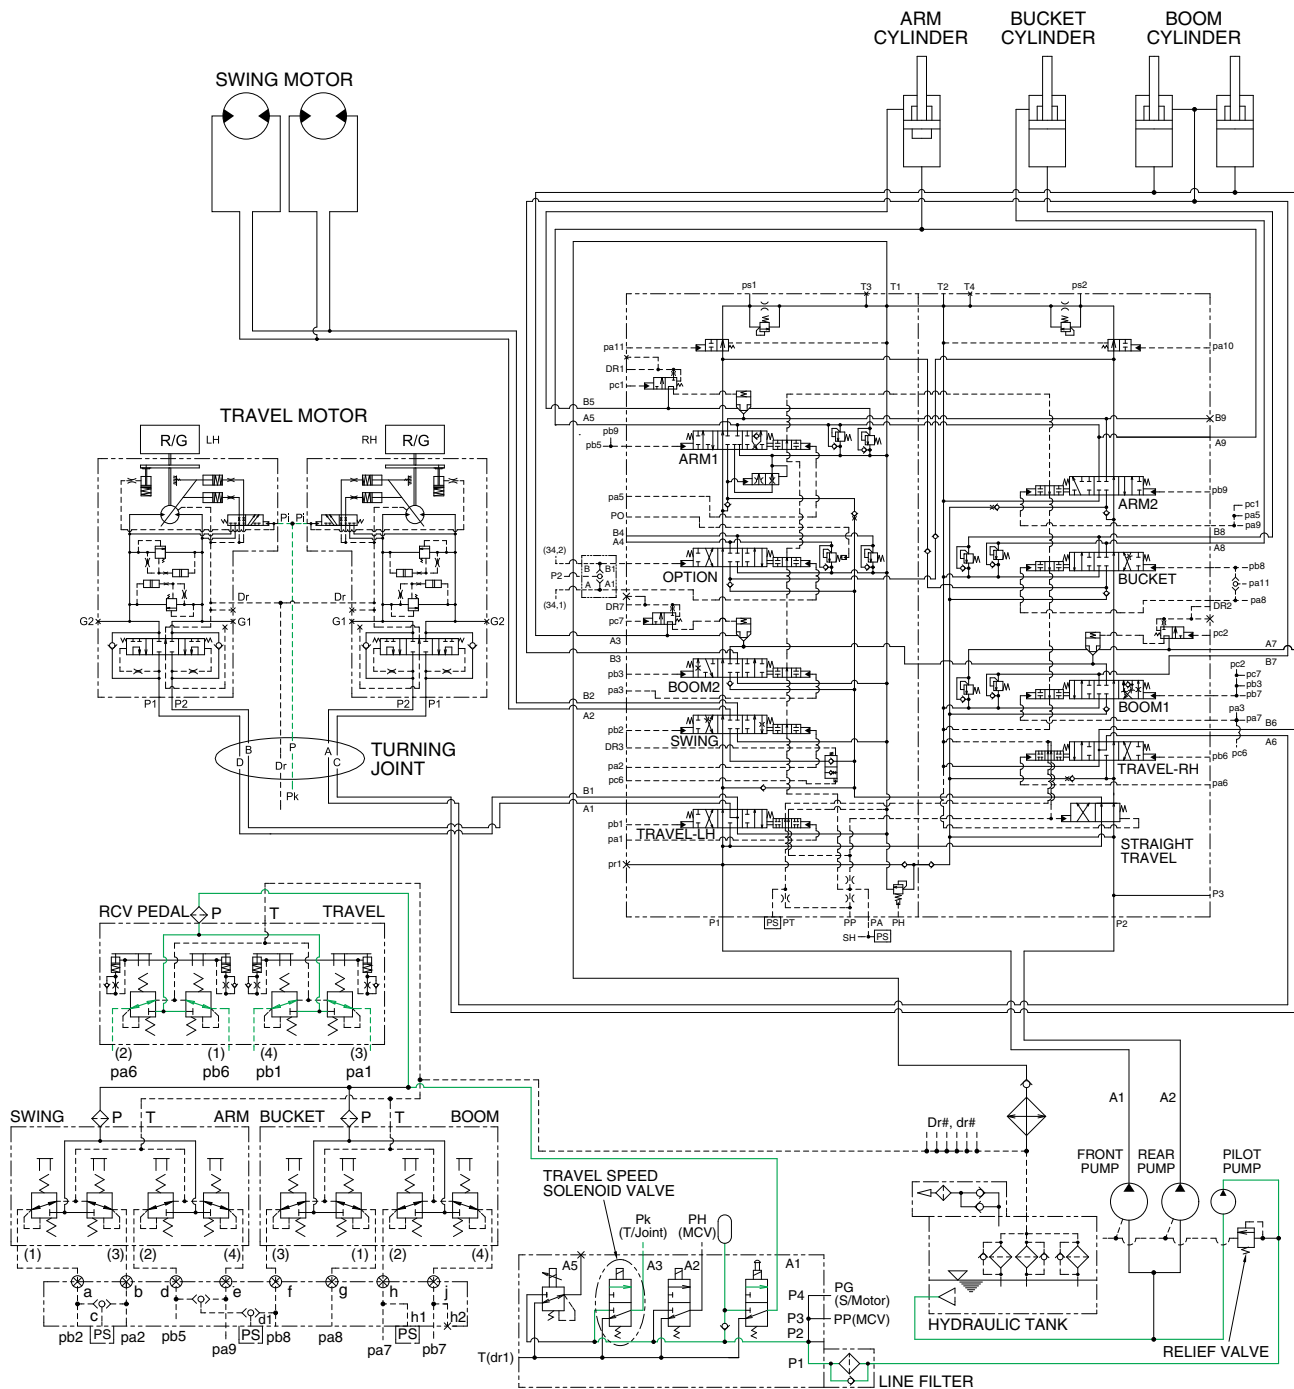 ARM
CYLINDER
BUCKET
CYLINDER
BOOM
CYLINDER
SWING MOTOR
ps1
T3
T1
T2
T4
ps2
pa11
DR1
pc1
pa10
B5
A5
pb9
pb5
ARM1
B9
A9
TRAVEL MOTOR
R/G
LH
RH
R/G
Pi
Pi
pa5
PO
B4
A4
ARM2
pb9
pc1
pa5
pa9
B8
A8
(34,2)
P2
B
B1
A
A1
(34,1)
OPTION
BUCKET
pb8
pa11
pa8
DR7
pc7
DR2
pc2
Dr
Dr
G2
G1
G1
G2
A3
B3
pb3
pa3
BOOM2
A7
B7
pc2
pc7
pb3
pb7
BOOM1
P1
P2
P2
P1
B2
A2
pb2
DR3
pa2
pc6
SWING
pa3
pa7
B6
A6
pc6
pb6
TRAVEL-RH
pa6
B
D
P
Dr
A
C
TURNING
JOINT
Pk
B1
A1
pb1
pa1
TRAVEL-LH
STRAIGHT
TRAVEL
pr1
P3
P1
PS
PT
PP
PA
PH
P2
SH
PS
RCV PEDAL
P
T
TRAVEL
(2)
(1)
(4)
(3)
pa6
pb6
pb1
pa1
SWING
P
T
ARM
BUCKET
P
T
BOOM
(1)
(3)
(2)
(4)
(3)
(1)
(2)
(4)
a
b
d
e
f
g
h
j
c
d1
h1
h2
pb2
PS
pa2
pb5
pa9
PS
pb8
pa8
pa7
PS
pb7
A1
A2
Dr#, dr#
FRONT
PUMP
REAR
PUMP
PILOT
PUMP
TRAVEL SPEED
SOLENOID VALVE
Pk
(T/Joint)
PH
(MCV)
A5
A3
A2
A1
PG
(S/Motor)
P4
P3
PP(MCV)
P2
P1
T(dr1)
LINE FILTER
HYDRAULIC TANK
RELIEF VALVE